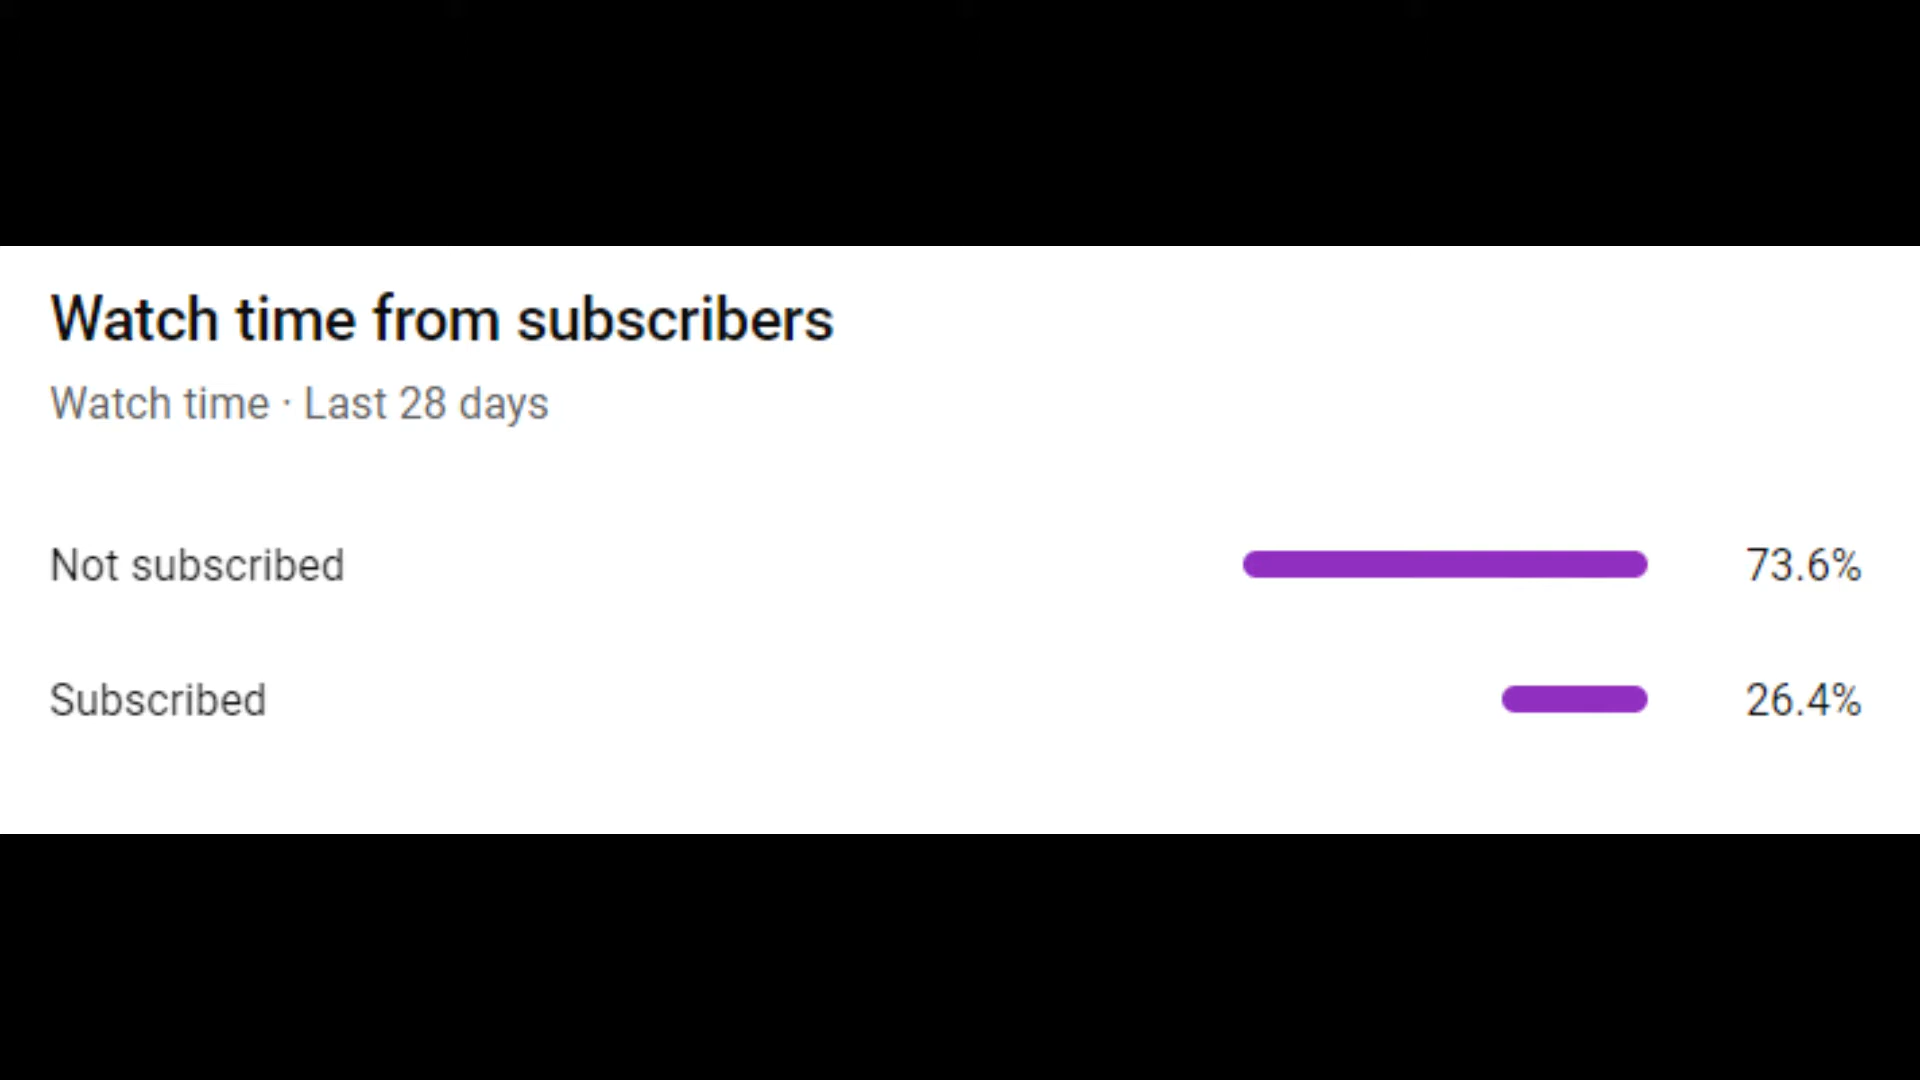 Watch time from subscribers
Watch time · Last 28 days
Not subscribed 73.6%
Subscribed 26.4%